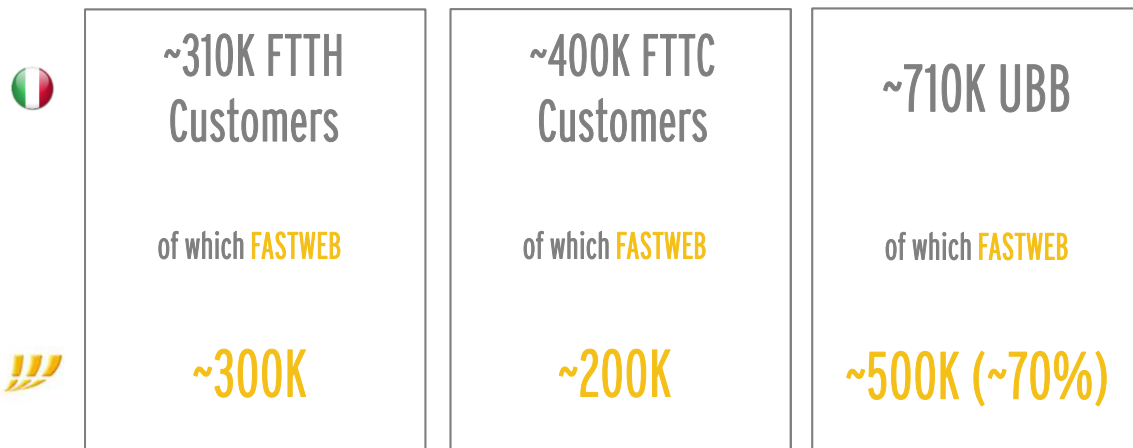 ~310K FTTH
Customers
of which FASTWEB
~300K
~400K FTTC
Customers
of which FASTWEB
~200K
~710K UBB
of which FASTWEB
~500K (~70%)